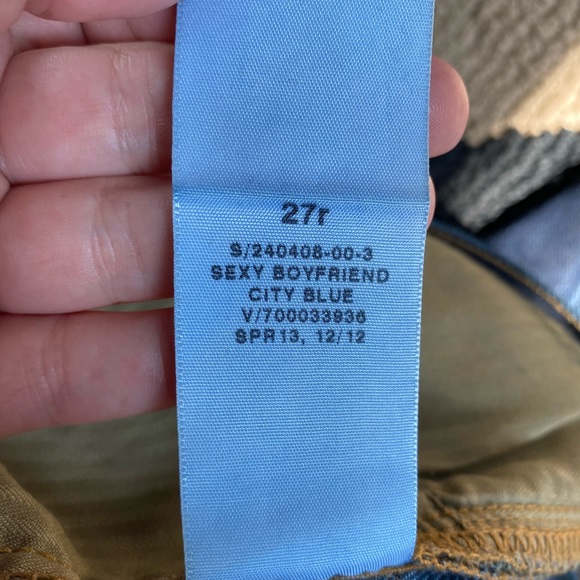 27r
S/240408-00-3
SEXY BOYFRIEND
CITY BLUE
V/700033936
SPR13, 12/12